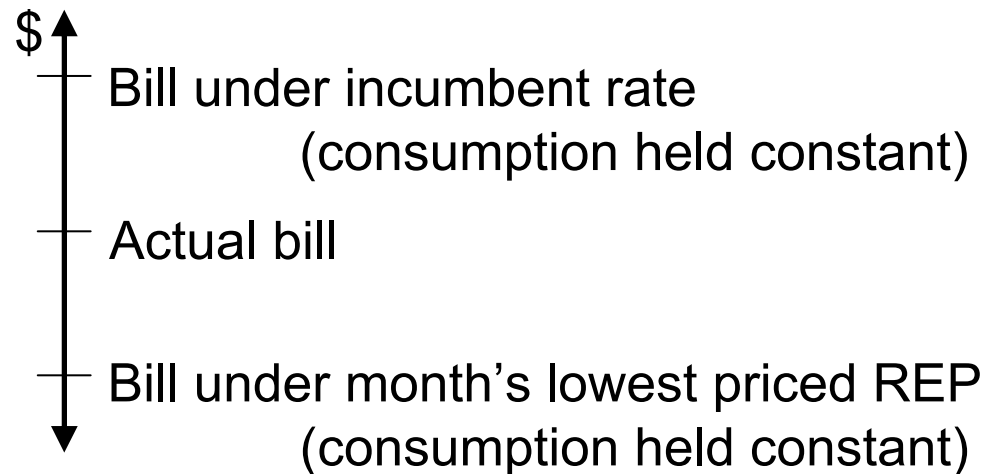 $
Bill under incumbent rate
(consumption held constant)
Actual bill
Bill under month’s lowest priced REP
(consumption held constant)